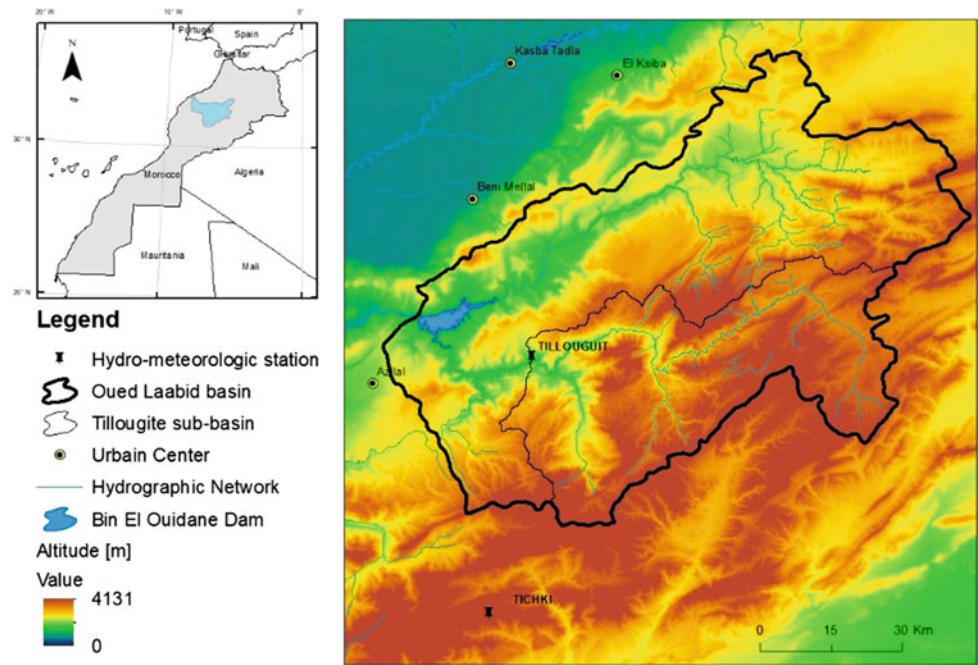 Portugal
Spain
Gibraltar
N
10° W
0°
30° N
Morocco
Algeria
Mauritania
Mali
20° N
Legend
Hydro-meteorologic station
Oued Laabid basin
Tillougite sub-basin
Urbain Center
Hydrographic Network
Bin El Ouidane Dam
Altitude [m]
Value
4131
0
Kasba Tadla
El Ksiba
Beni Mellal
TILLOUGUIT
Azilal
TICHKI
0 15 30 Km